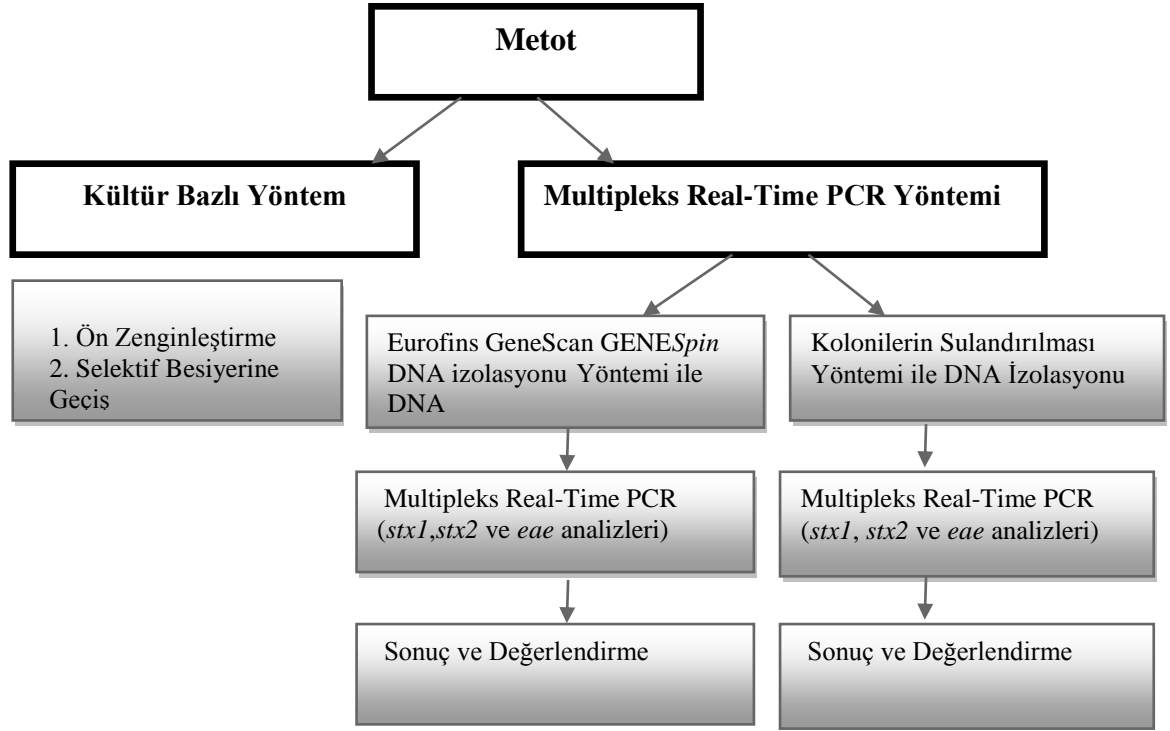 Metot
Kültür Bazlı Yöntem
Multipleks Real-Time PCR Yöntemi
1. Ön Zenginleştirme
2. Selektif Besiyerine
Geçiş
Eurofins GeneScan GENESpin
DNA izolasyonu Yöntemi ile
DNA
Kolonilerin Sulandırılması
Yöntemi ile DNA İzolasyonu
Multipleks Real-Time PCR
(stx1,stx2 ve eae analizleri)
Multipleks Real-Time PCR
(stx1, stx2 ve eae analizleri)
Sonuç ve Değerlendirme
Sonuç ve Değerlendirme